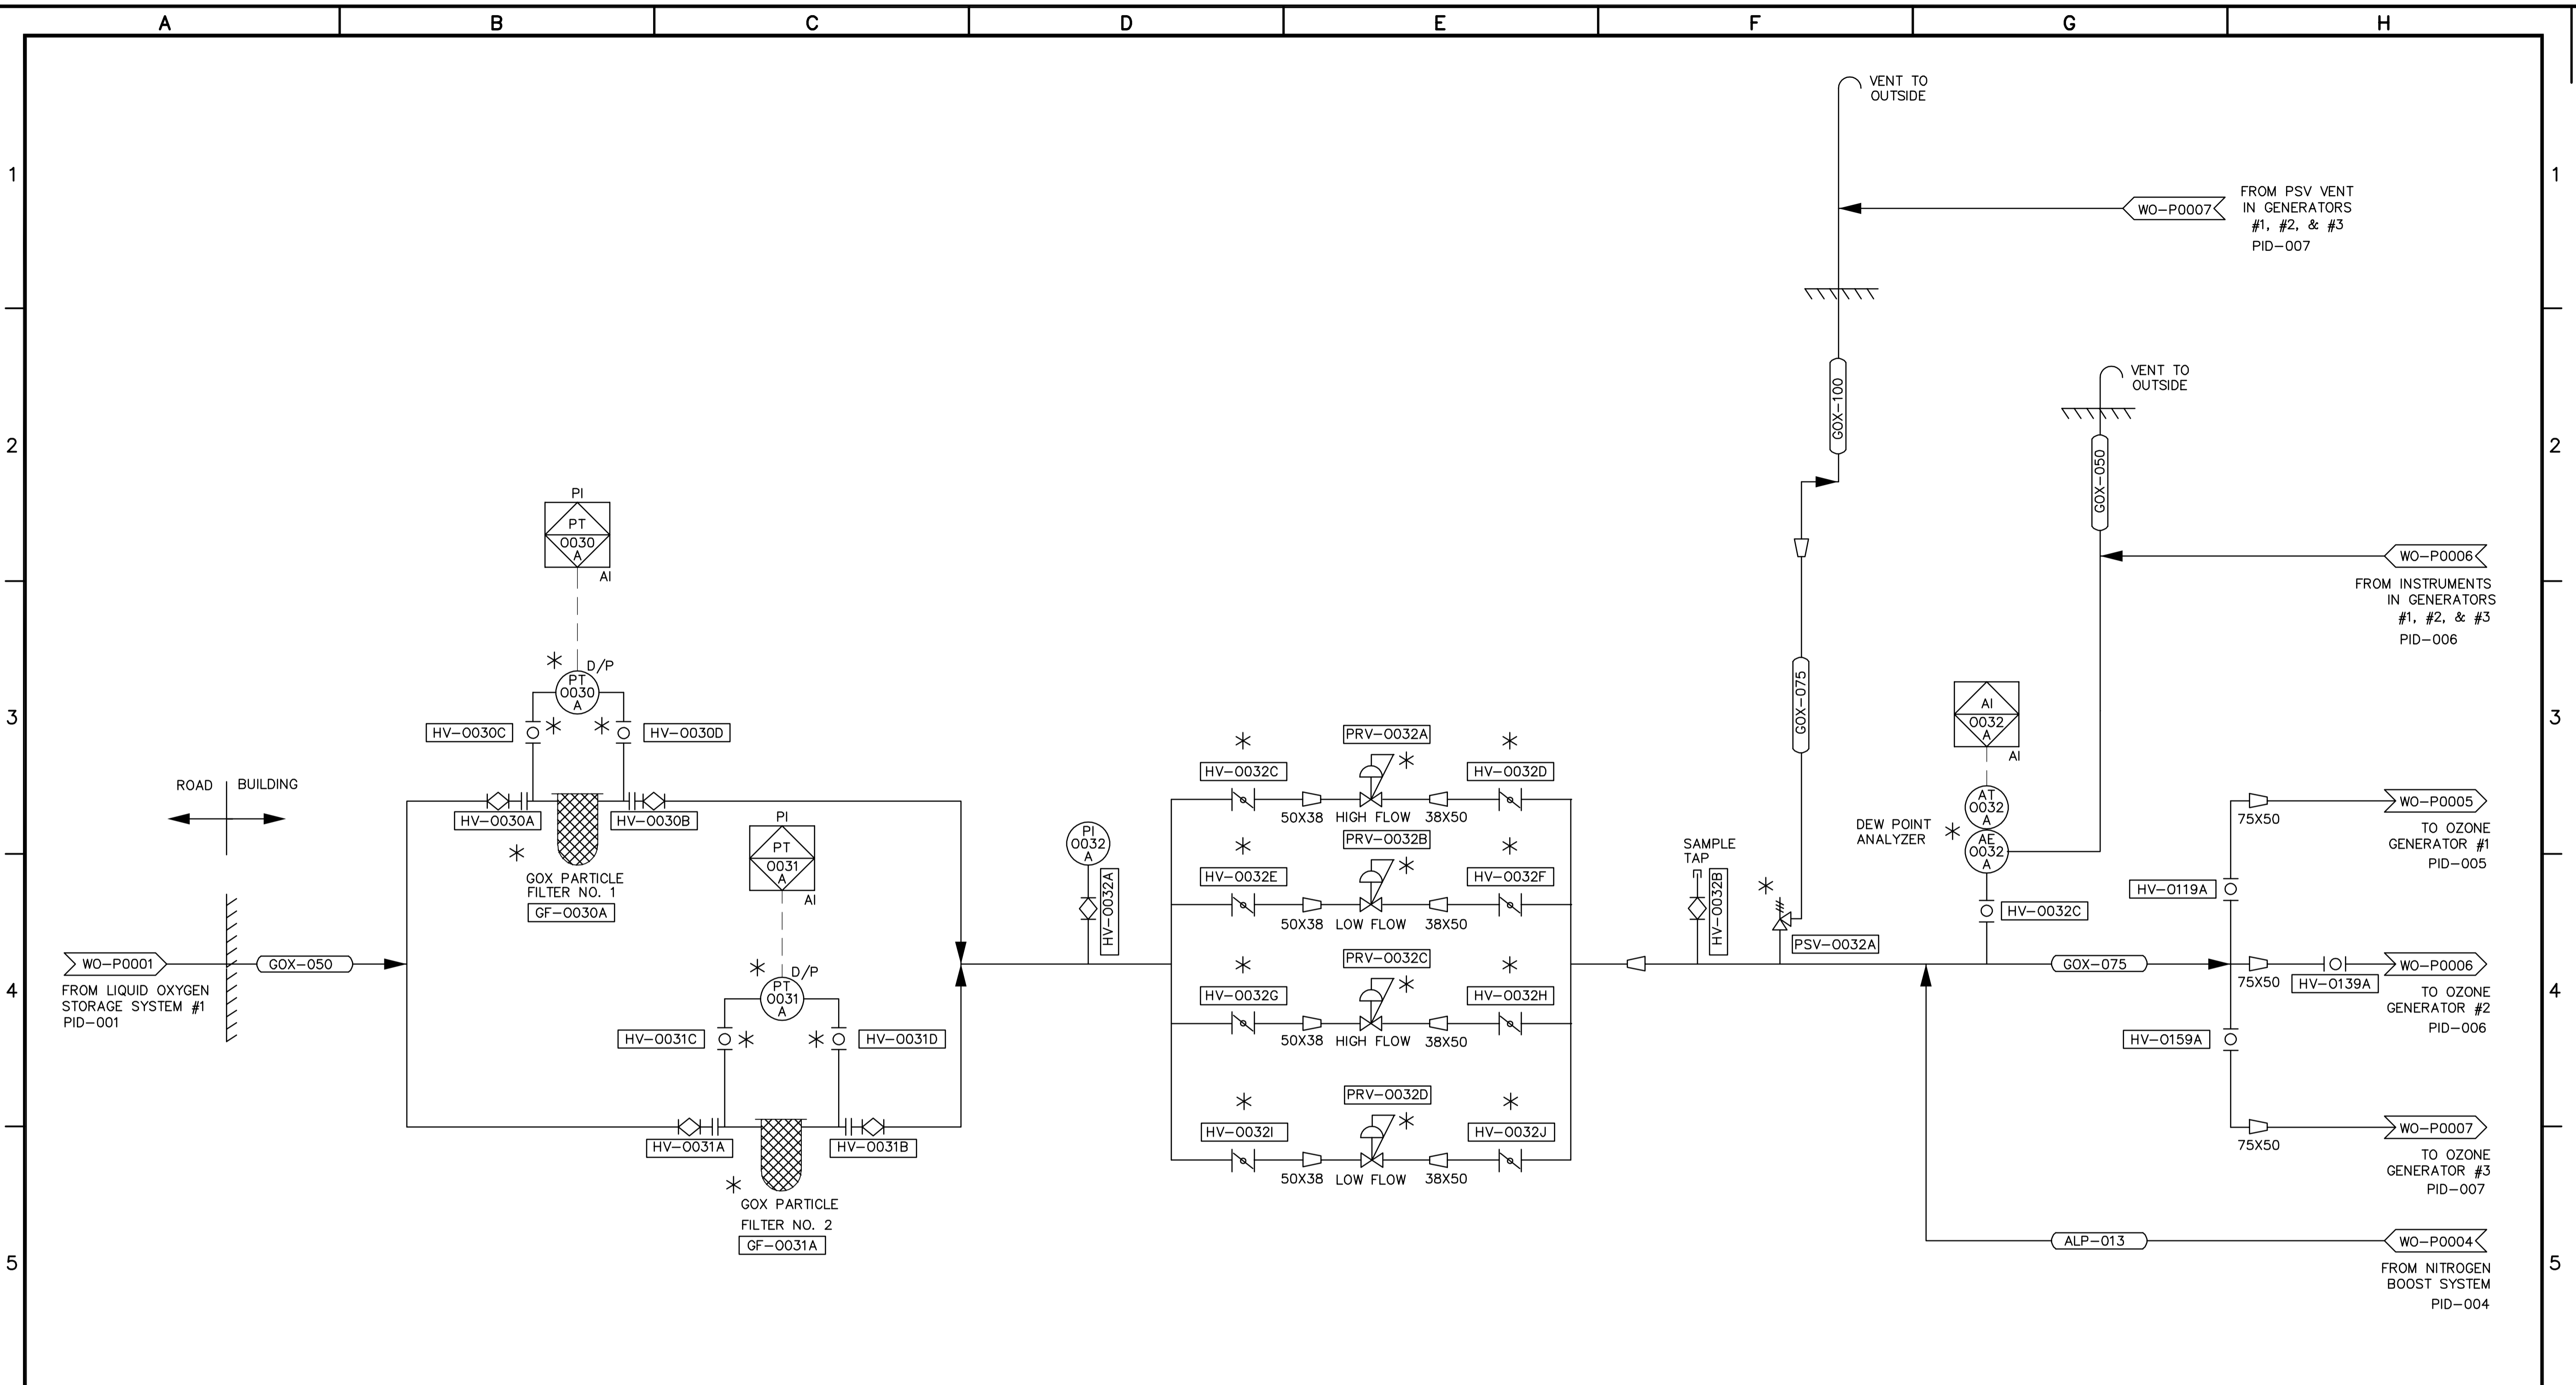 A B C D E F G H
1
VENT TO
OUTSIDE
WO-P0007
FROM PSV VENT
IN GENERATORS
#1, #2, & #3
PID-007
1
GOX-100
VENT TO
OUTSIDE
2
GOX-050
2
PI
PT
0030
A
AI
WO-P0006
FROM INSTRUMENTS
IN GENERATORS
#1, #2, & #3
PID-006
* D/P
PT
0030
A
GOX-075
3
HV-0030C * * HV-0030D
AI
0032
A
AI
3
ROAD BUILDING
HV-0030A HV-0030B
*
GOX PARTICLE
FILTER NO. 1
GF-0030A
PI
PT
0031
A
AI
PI
0032
A
HV-0032A
* PRV-0032A *
HV-0032C * HV-0032D
50X38 HIGH FLOW 38X50
* PRV-0032B *
HV-0032E * HV-0032F
50X38 LOW FLOW 38X50
* PRV-0032C *
HV-0032G * HV-0032H
50X38 HIGH FLOW 38X50
* PRV-0032D *
HV-0032I * HV-0032J
50X38 LOW FLOW 38X50
SAMPLE
TAP
HV-0032B
*
PSV-0032A
DEW POINT
ANALYZER
*
AT
0032
A
AE
0032
A
HV-0032C
HV-0119A
75X50
WO-P0005
TO OZONE
GENERATOR #1
PID-005
4
WO-P0001
FROM LIQUID OXYGEN
STORAGE SYSTEM #1
PID-001
GOX-050
* D/P
PT
0031
A
HV-0031C * * HV-0031D
HV-0031A HV-0031B
*
GOX PARTICLE
FILTER NO. 2
GF-0031A
GOX-075
75X50
HV-0139A
WO-P0006
TO OZONE
GENERATOR #2
PID-006
4
HV-0159A
75X50
WO-P0007
TO OZONE
GENERATOR #3
PID-007
5
ALP-013
WO-P0004
FROM NITROGEN
BOOST SYSTEM
PID-004
5